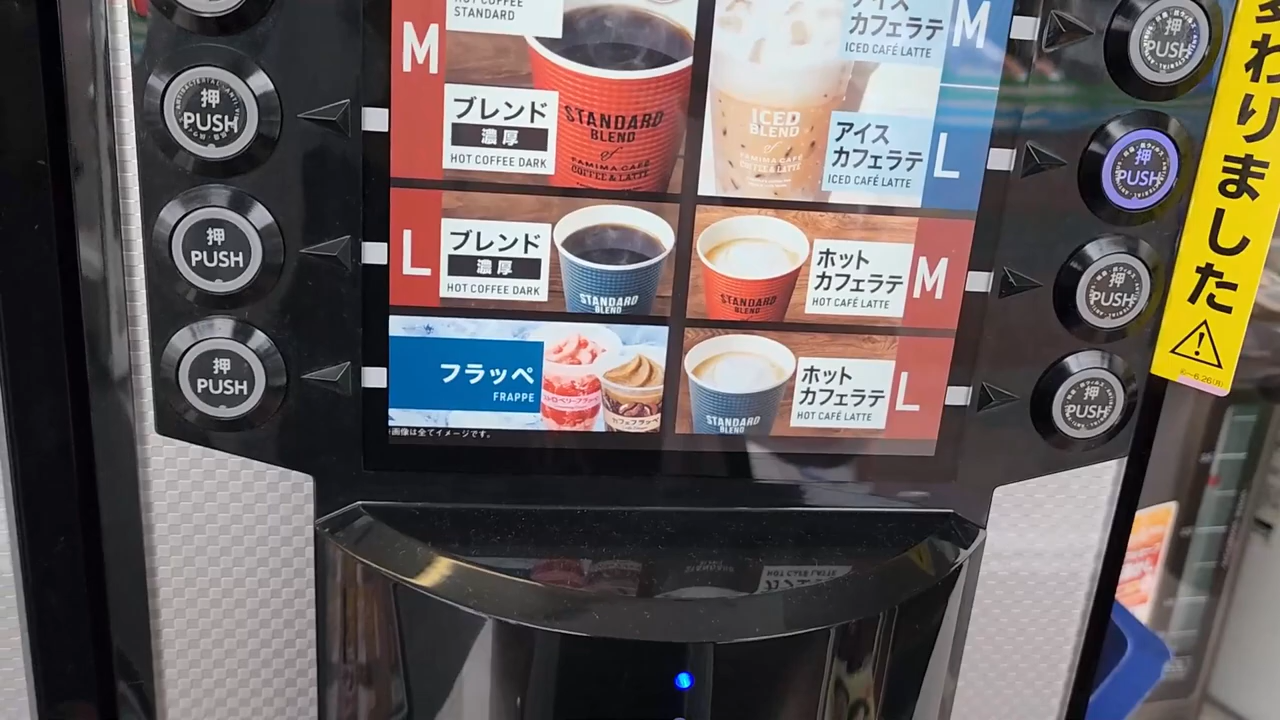 HOT COFFEE
STANDARD
M
ブレンド
濃厚
HOT COFFEE DARK
STANDARD
BLEND
of
FAMIMA CAFÉ
COFFEE & LATTE
アイス
カフェラテ
ICED CAFÉ LATTE
M
ICED
BLEND
of
アイス
カフェラテ
ICED CAFÉ LATTE
L
L
ブレンド
濃厚
HOT COFFEE DARK
STANDARD
BLEND
STANDARD
BLEND
ホット
カフェラテ
HOT CAFÉ LATTE
M
フラッペ
FRAPPE
画像は全てイメージです。
STANDARD
BLEND
ホット
カフェラテ
HOT CAFÉ LATTE
L
押
PUSH
押
PUSH
押
PUSH
押
PUSH
押
PUSH
押
PUSH
押
PUSH
変わりました